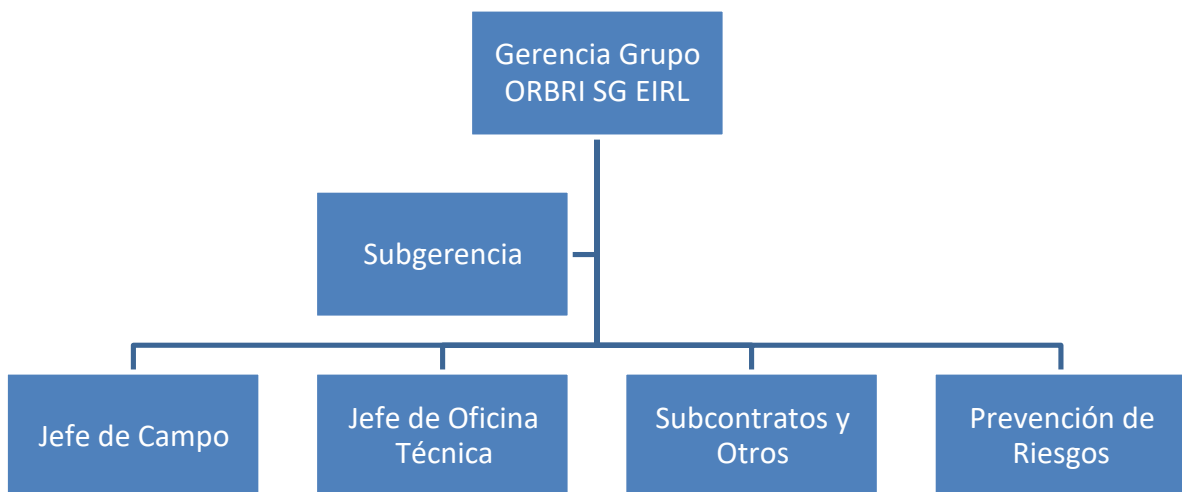 Gerencia Grupo
ORBRI SG EIRL
Subgerencia
Jefe de Campo
Jefe de Oficina
Técnica
Subcontratos y
Otros
Prevención de
Riesgos